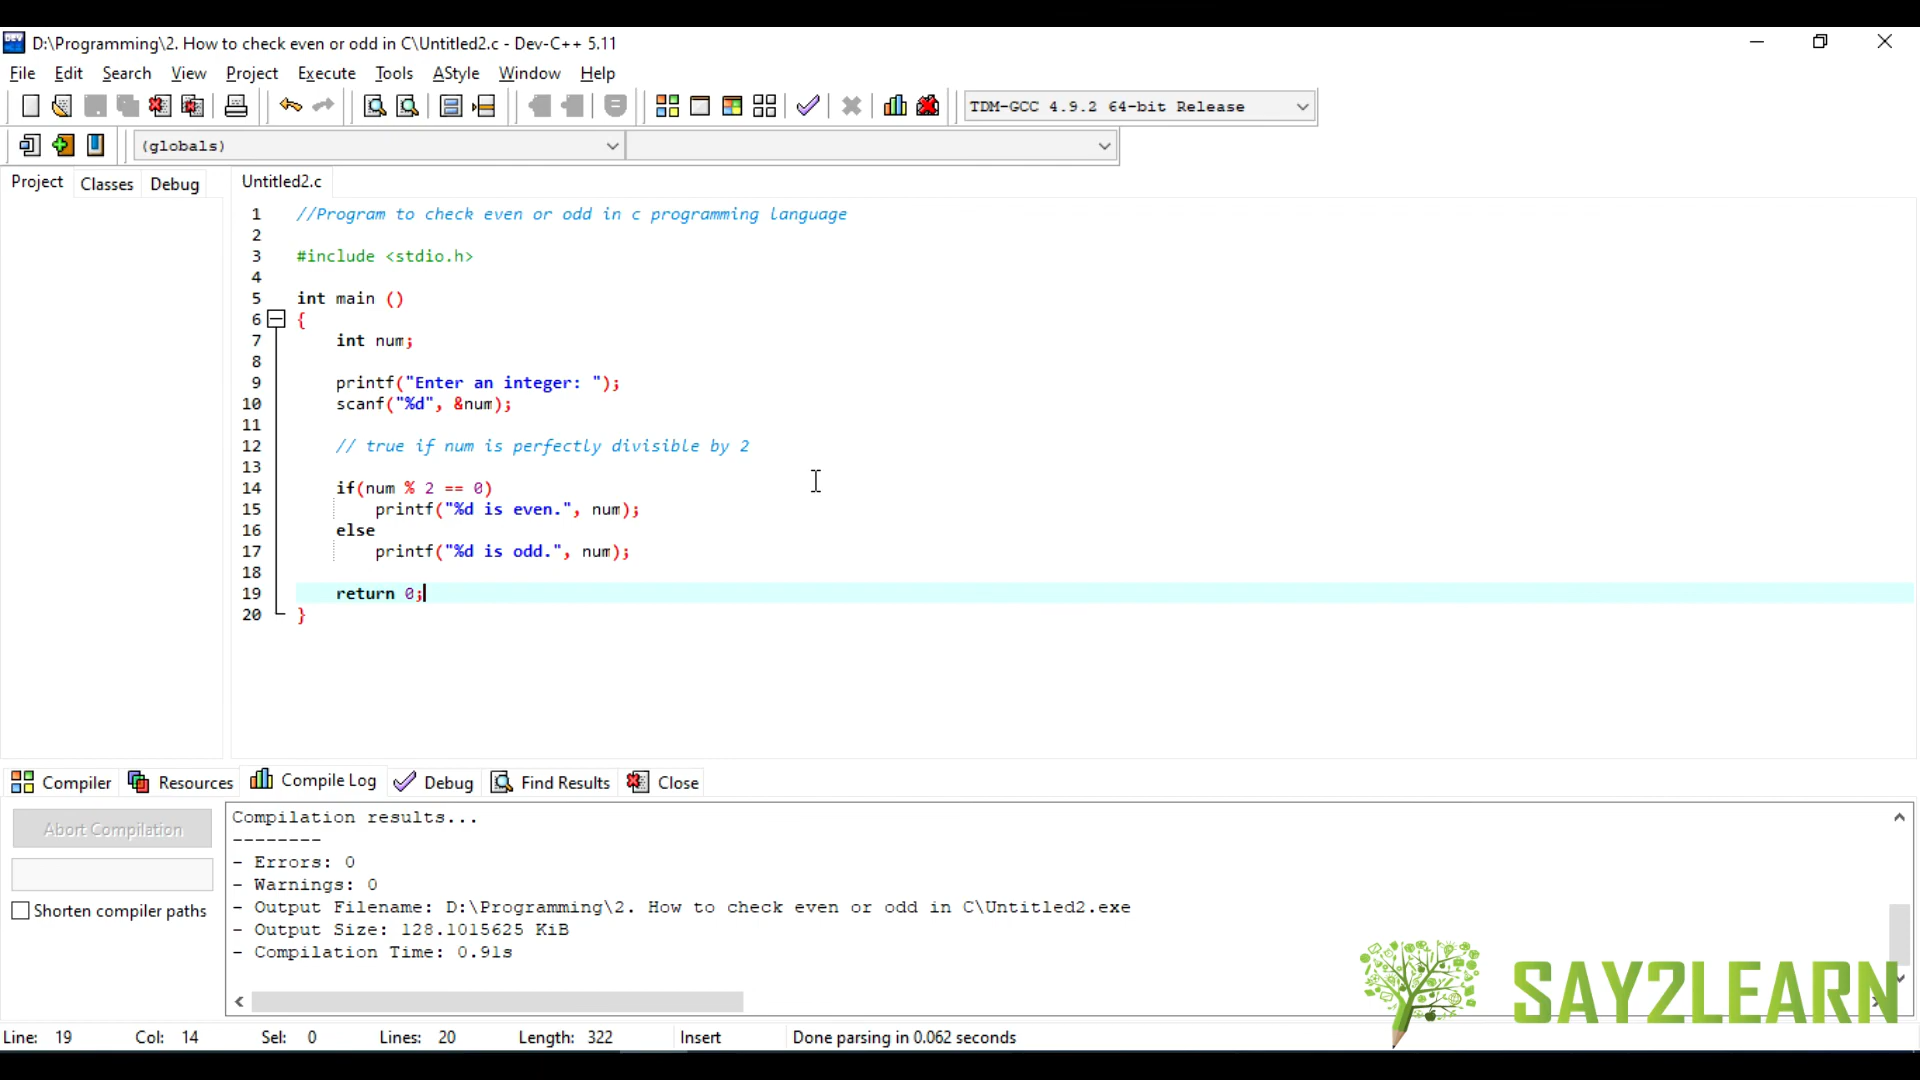 D:\Programming\2. How to check even or odd in C\Untitled2.c - Dev-C++ 5.11
File Edit Search View Project Execute Tools AStyle Window Help
TDM-GCC 4.9.2 64-bit Release
(globals)
Project Classes Debug Untitled2.c
1 //Program to check even or odd in c programming language
2
3 #include <stdio.h>
4
5 int main ()
6 {
7 int num;
8
9 printf("Enter an integer: ");
10 scanf("%d", &num);
11
12 // true if num is perfectly divisible by 2
13
14 if(num % 2 == 0)
15 printf("%d is even.", num);
16 else
17 printf("%d is odd.", num);
18
19 return 0;
20 }
Compiler Resources Compile Log Debug Find Results Close
Abort Compilation
Shorten compiler paths
Compilation results...
--------
- Errors: 0
- Warnings: 0
- Output Filename: D:\Programming\2. How to check even or odd in C\Untitled2.exe
- Output Size: 128.1015625 KiB
- Compilation Time: 0.91s
SAY2LEARN
Line: 19 Col: 14 Sel: 0 Lines: 20 Length: 322 Insert Done parsing in 0.062 seconds